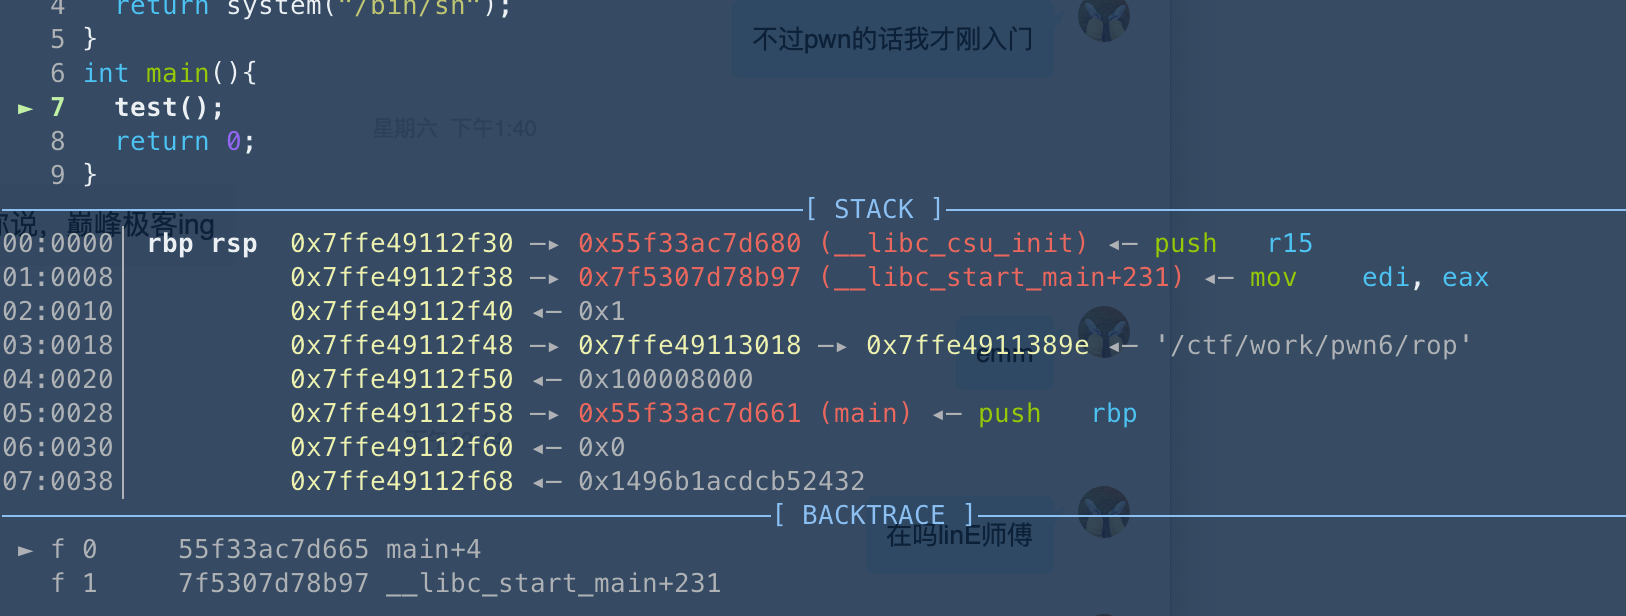 4 return system("/bin/sh");
5 }
不过pwn的话我才刚入门
6 int main(){
► 7 test();
星期六 下午1:40
8 return 0;
9 }
说，巅峰极客ing
[ STACK ]
00:0000│ rbp rsp 0x7ffe49112f30 —▸ 0x55f33ac7d680 (__libc_csu_init) ◂— push r15
01:0008│ 0x7ffe49112f38 —▸ 0x7f5307d78b97 (__libc_start_main+231) ◂— mov edi, eax
02:0010│ 0x7ffe49112f40 ◂— 0x1
03:0018│ 0x7ffe49112f48 —▸ 0x7ffe49113018 —▸ 0x7ffe4911389e ◂— '/ctf/work/pwn6/rop'
emm
04:0020│ 0x7ffe49112f50 ◂— 0x100008000
05:0028│ 0x7ffe49112f58 —▸ 0x55f33ac7d661 (main) ◂— push rbp
06:0030│ 0x7ffe49112f60 ◂— 0x0
07:0038│ 0x7ffe49112f68 ◂— 0x1496b1acdcb52432
[ BACKTRACE ]
在吗linE师傅
► f 0 55f33ac7d665 main+4
f 1 7f5307d78b97 __libc_start_main+231